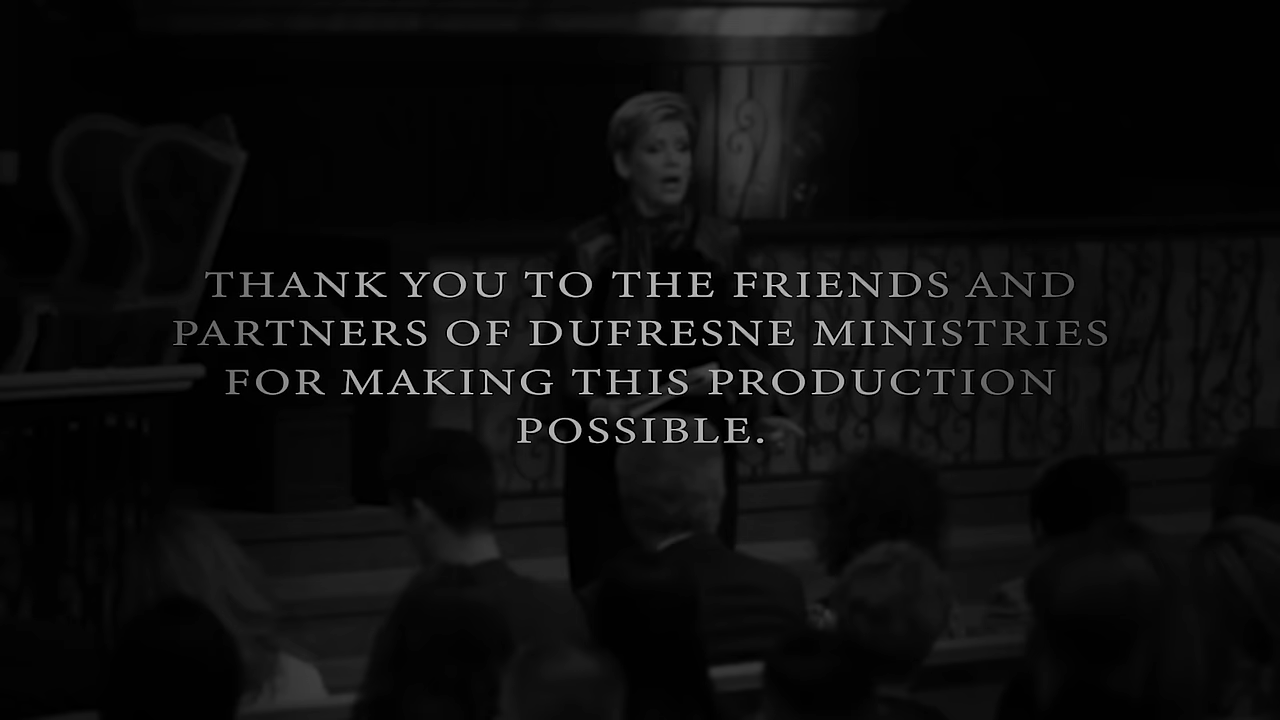 THANK YOU TO THE FRIENDS AND
PARTNERS OF DUFRESNE MINISTRIES
FOR MAKING THIS PRODUCTION
POSSIBLE.